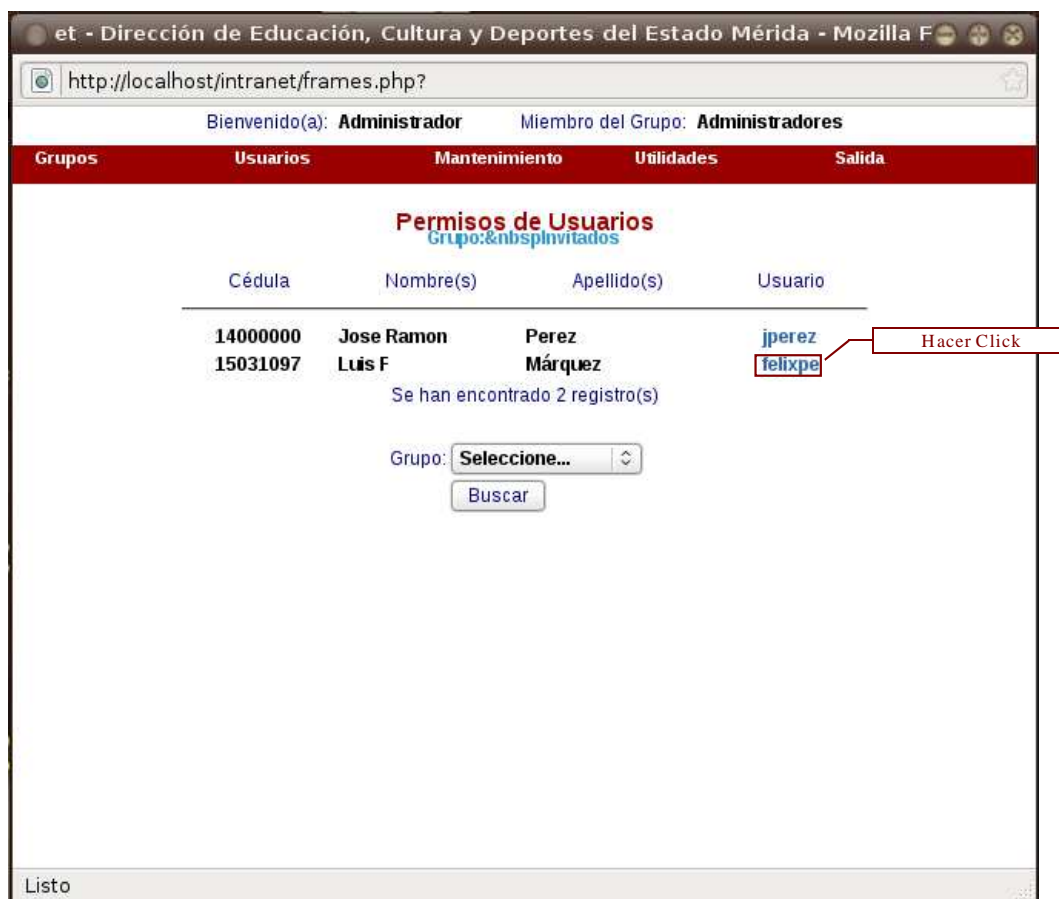 et - Dirección de Educación, Cultura y Deportes del Estado Mérida - Mozilla F
http://localhost/intranet/frames.php?
Bienvenido(a): Administrador Miembro del Grupo: Administradores
Grupos Usuarios Mantenimiento Utilidades Salida
Permisos de Usuarios
Grupo:&nbspInvitados
Cédula Nombre(s) Apellido(s) Usuario
14000000 Jose Ramon Perez jperez
15031097 Luis F Márquez felixpe
Hacer Click
Se han encontrado 2 registro(s)
Grupo: Seleccione...
Buscar
Listo